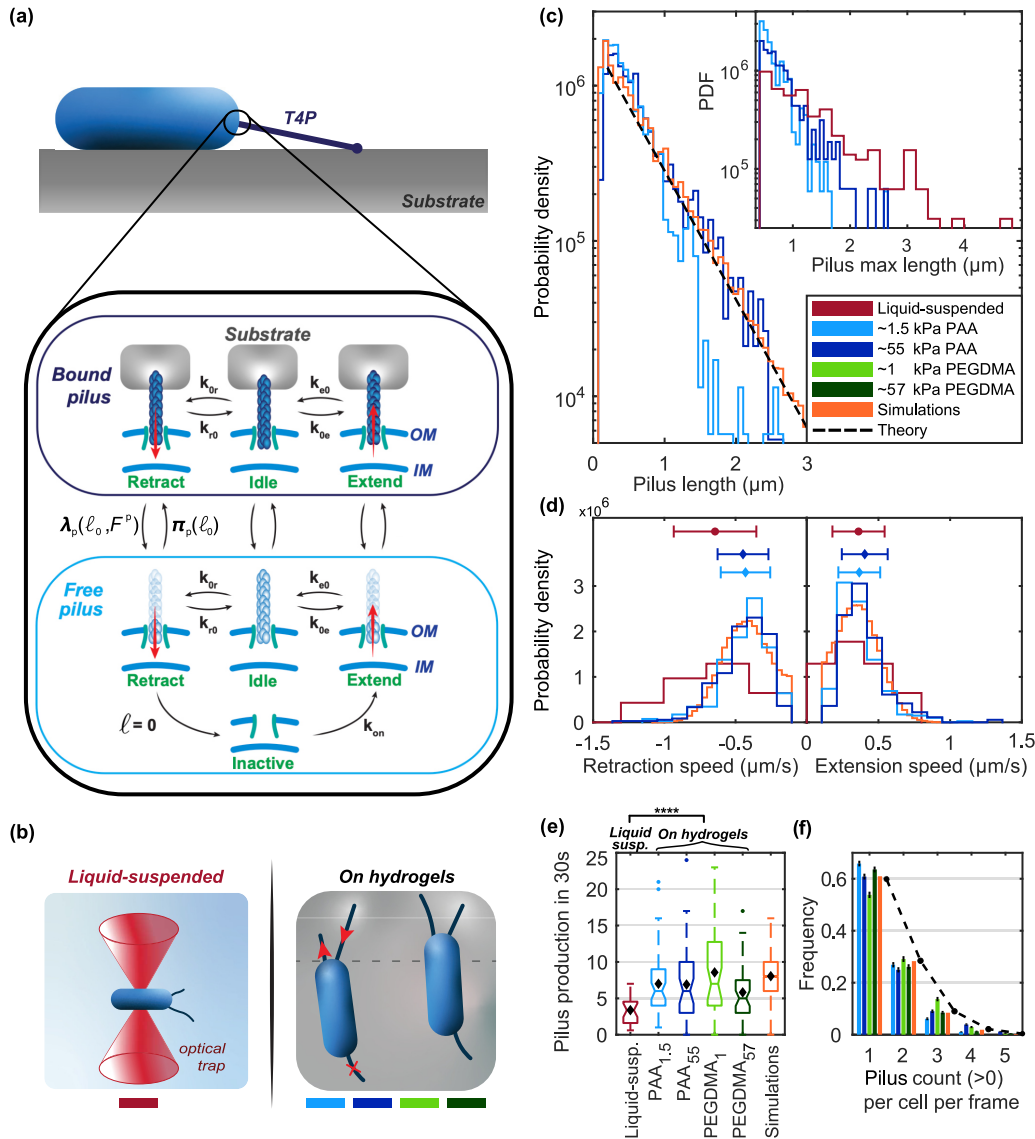 (a)
T4P
Substrate
Substrate
Bound
pilus
k0r
kr0
ke0
k0e
OM
IM
Retract
Idle
Extend
λp(ℓ0 ,F^p)
πp(ℓ0)
Free
pilus
k0r
kr0
ke0
k0e
OM
IM
Retract
Idle
Extend
ℓ = 0
kon
Inactive
(b)
Liquid-suspended
On hydrogels
optical
trap
(c)
Probability density
10^6
10^5
10^4
0
1
2
3
Pilus length (µm)
PDF
10^6
10^5
1
2
3
4
Pilus max length (µm)
Liquid-suspended
~1.5 kPa PAA
~55 kPa PAA
~1 kPa PEGDMA
~57 kPa PEGDMA
Simulations
Theory
(d)
×10^6
Probability density
4
2
0
-1.5
-1
-0.5
0
0.5
1
1.5
Retraction speed
(µm/s)
Extension speed
(µm/s)
(e)
****
Liquid
susp.
On hydrogels
Pilus production in 30s
25
20
15
10
5
0
Liquid-susp.
PAA1.5
PAA55
PEGDMA1
PEGDMA57
Simulations
(f)
Frequency
0.6
0.4
0.2
0
1
2
3
4
5
Pilus count (>0)
per cell per frame